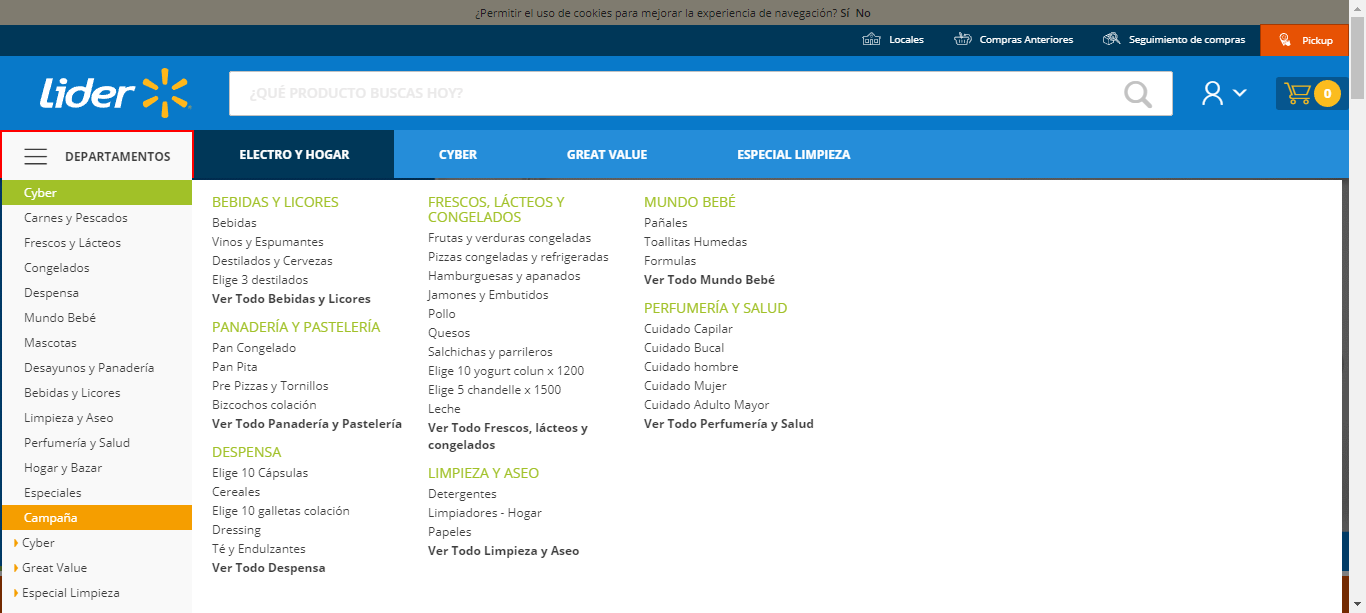 ¿Permitir el uso de cookies para mejorar la experiencia de navegación? Sí No
Locales
Compras Anteriores
Seguimiento de compras
Pickup
Lider
¿QUÉ PRODUCTO BUSCAS HOY?
0
DEPARTAMENTOS
ELECTRO Y HOGAR
CYBER
GREAT VALUE
ESPECIAL LIMPIEZA
Cyber
Carnes y Pescados
Frescos y Lácteos
Congelados
Despensa
Mundo Bebé
Mascotas
Desayunos y Panadería
Bebidas y Licores
Limpieza y Aseo
Perfumería y Salud
Hogar y Bazar
Especiales
Campaña
Cyber
Great Value
Especial Limpieza
BEBIDAS Y LICORES
Bebidas
Vinos y Espumantes
Destilados y Cervezas
Elige 3 destilados
Ver Todo Bebidas y Licores
PANADERÍA Y PASTELERÍA
Pan Congelado
Pan Pita
Pre Pizzas y Tornillos
Bizcochos colación
Ver Todo Panadería y Pastelería
DESPENSA
Elige 10 Cápsulas
Cereales
Elige 10 galletas colación
Dressing
Té y Endulzantes
Ver Todo Despensa
FRESCOS, LÁCTEOS Y
CONGELADOS
Frutas y verduras congeladas
Pizzas congeladas y refrigeradas
Hamburguesas y apanados
Jamones y Embutidos
Pollo
Quesos
Salchichas y parrileros
Elige 10 yogurt colun x 1200
Elige 5 chandelle x 1500
Leche
Ver Todo Frescos, lácteos y
congelados
LIMPIEZA Y ASEO
Detergentes
Limpiadores - Hogar
Papeles
Ver Todo Limpieza y Aseo
MUNDO BEBÉ
Pañales
Toallitas Humedas
Formulas
Ver Todo Mundo Bebé
PERFUMERÍA Y SALUD
Cuidado Capilar
Cuidado Bucal
Cuidado hombre
Cuidado Mujer
Cuidado Adulto Mayor
Ver Todo Perfumería y Salud